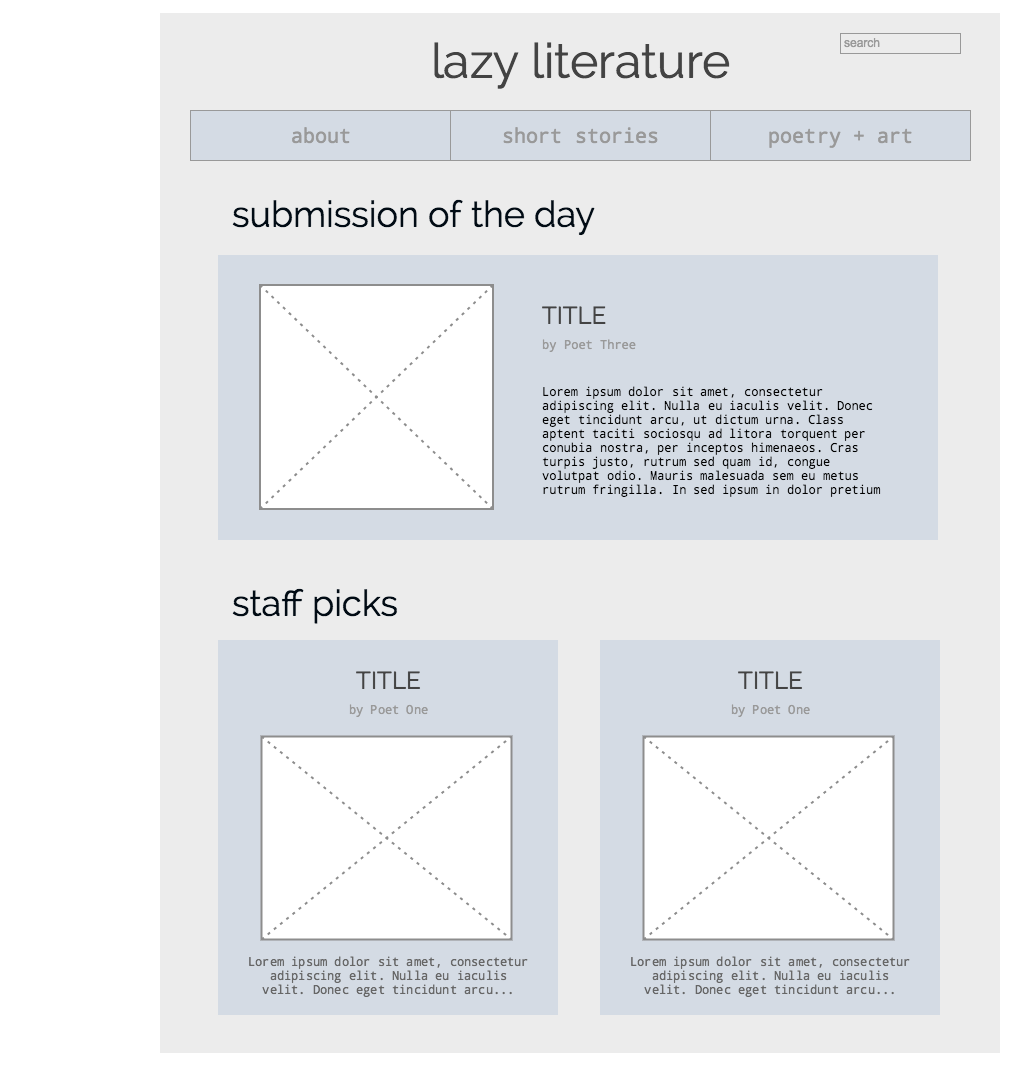 lazy literature
search
about
short stories
poetry + art
submission of the day
TITLE
by Poet Three
Lorem ipsum dolor sit amet, consectetur
adipiscing elit. Nulla eu iaculis velit. Donec
eget tincidunt arcu, ut dictum urna. Class
aptent taciti sociosqu ad litora torquent per
conubia nostra, per inceptos himenaeos. Cras
turpis justo, rutrum sed quam id, congue
volutpat odio. Mauris malesuada sem eu metus
rutrum fringilla. In sed ipsum in dolor pretium
staff picks
TITLE
by Poet One
Lorem ipsum dolor sit amet, consectetur
adipiscing elit. Nulla eu iaculis
velit. Donec eget tincidunt arcu...
TITLE
by Poet One
Lorem ipsum dolor sit amet, consectetur
adipiscing elit. Nulla eu iaculis
velit. Donec eget tincidunt arcu...